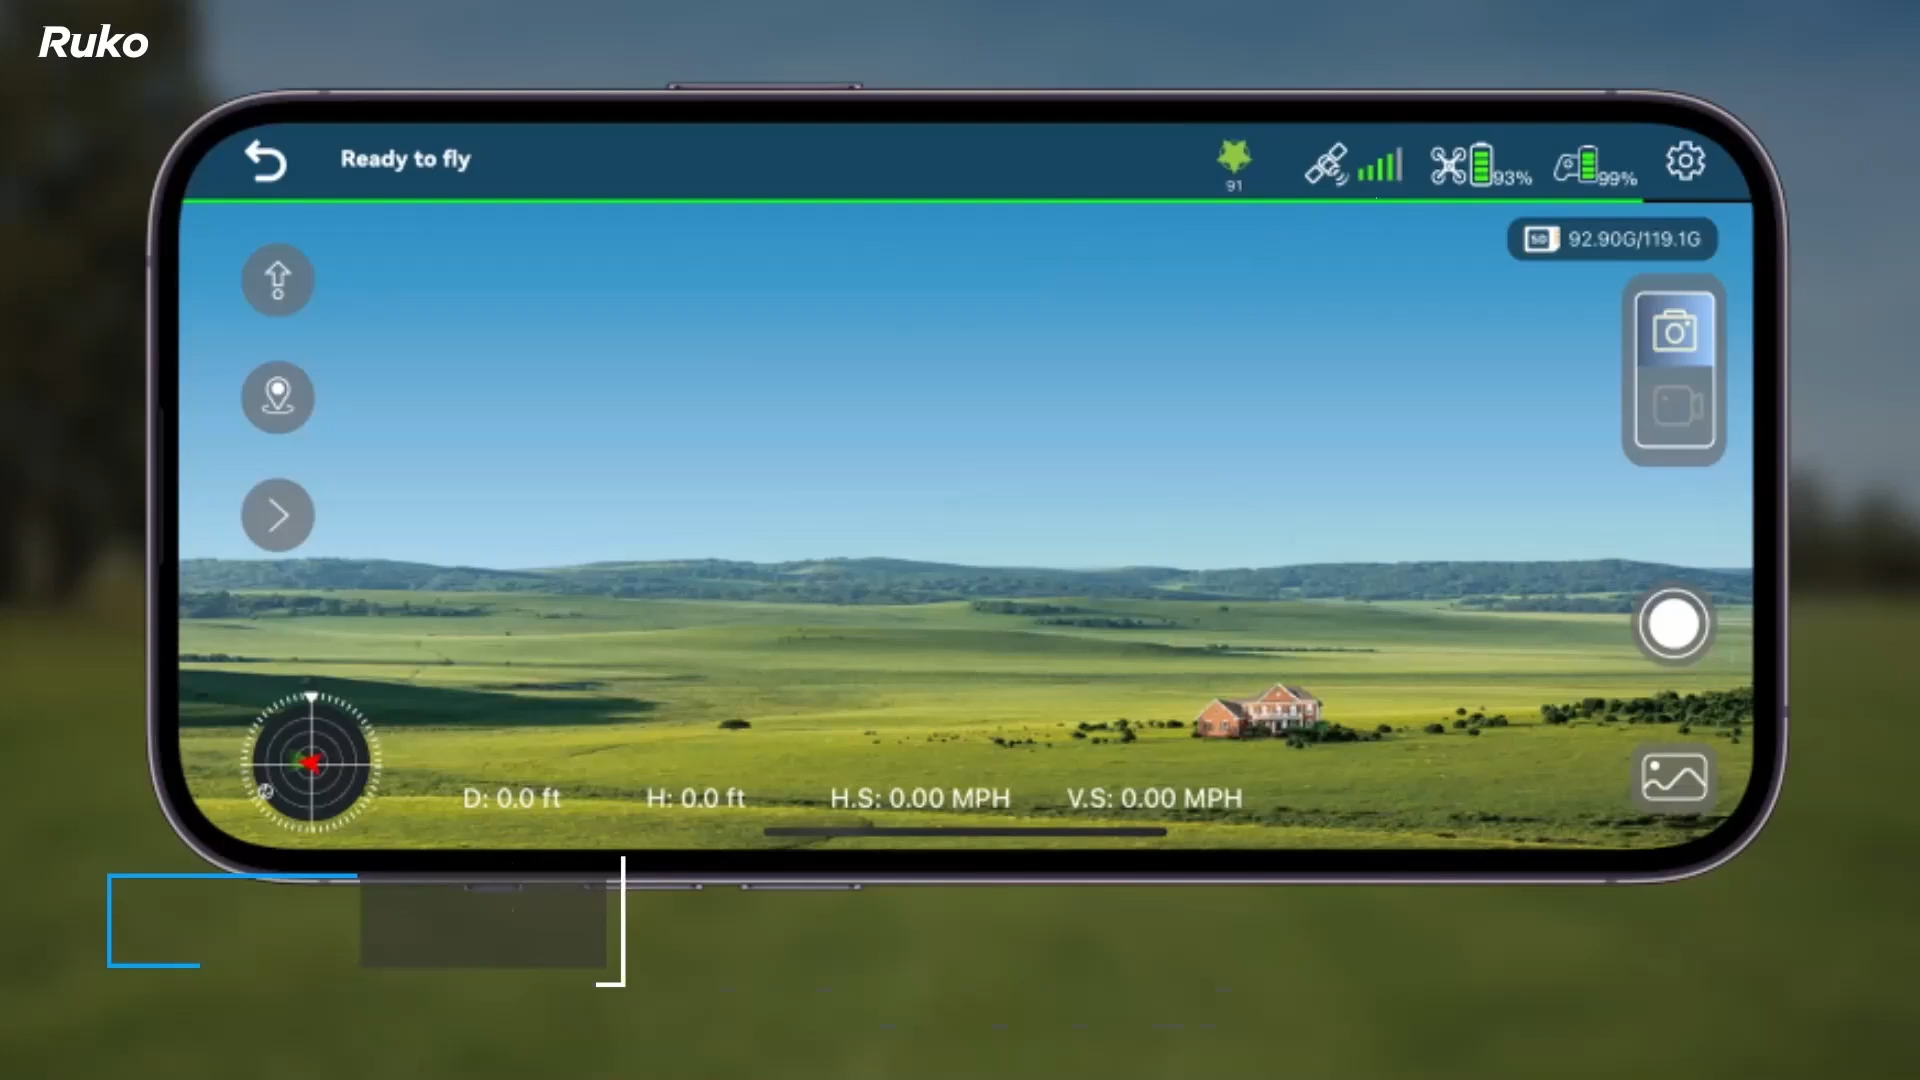 Ruko
Ready to fly
91
93%
99%
SD 92.90G/119.1G
D: 0.0 ft
H: 0.0 ft
H.S: 0.00 MPH
V.S: 0.00 MPH